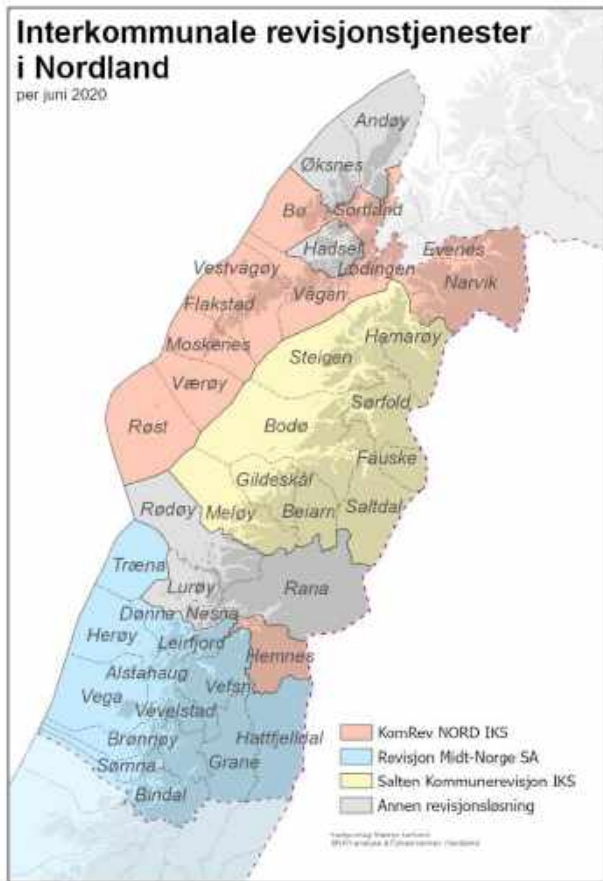 Interkommunale revisjonstjenester
i Nordland
per juni 2020
Andøy
Øksnes
Bø
Sortland
Hadsel
Evenes
Lødingen
Narvik
Vestvågøy
Vågan
Flakstad
Hamarøy
Moskenes
Steigen
Værøy
Sørfold
Røst
Bodø
Fauske
Gildeskål
Rødøy
Meløy
Beiarn
Saltdal
Træna
Lurøy
Rana
Dønna
Nesna
Herøy
Leirfjord
Hemnes
Alstahaug
Vefsn
Vega
Vevelstad
Brønnøy
Hattfjelldal
Sømna
Grane
Bindal
KomRev NORD IKS
Revisjon Midt-Norge SA
Salten Kommunerevisjon IKS
Annen revisjonsløsning